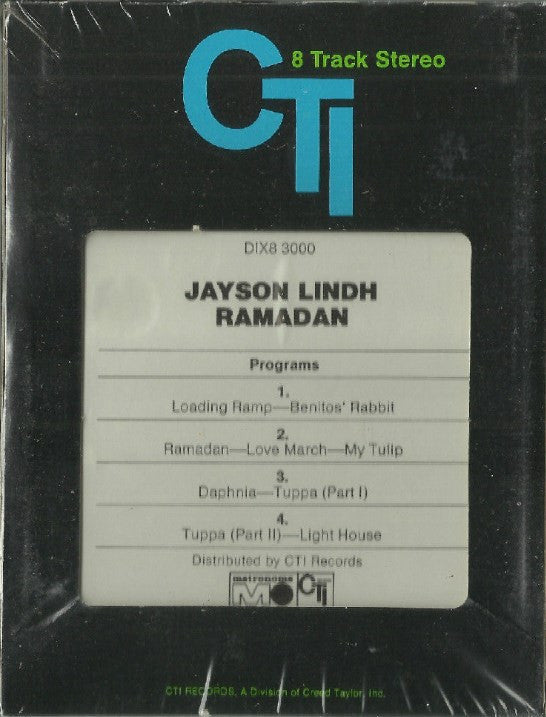 8 Track Stereo
CTI
DIX8 3000
JAYSON LINDH
RAMADAN
Programs
1.
Loading Ramp—Benitos' Rabbit
2.
Ramadan—Love March—My Tulip
3.
Daphnia—Tuppa (Part I)
4.
Tuppa (Part II)—Light House
Distributed by CTI Records
metronome CTI
M
CTI RECORDS, A Division of Creed Taylor, Inc.